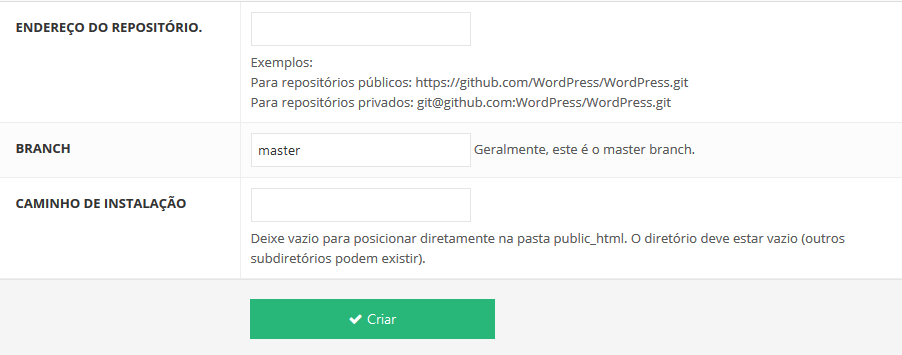 ENDEREÇO DO REPOSITÓRIO.
Exemplos:
Para repositórios públicos: https://github.com/WordPress/WordPress.git
Para repositórios privados: git@github.com:WordPress/WordPress.git
BRANCH
master
Geralmente, este é o master branch.
CAMINHO DE INSTALAÇÃO
Deixe vazio para posicionar diretamente na pasta public_html. O diretório deve estar vazio (outros
subdiretórios podem existir).
Criar